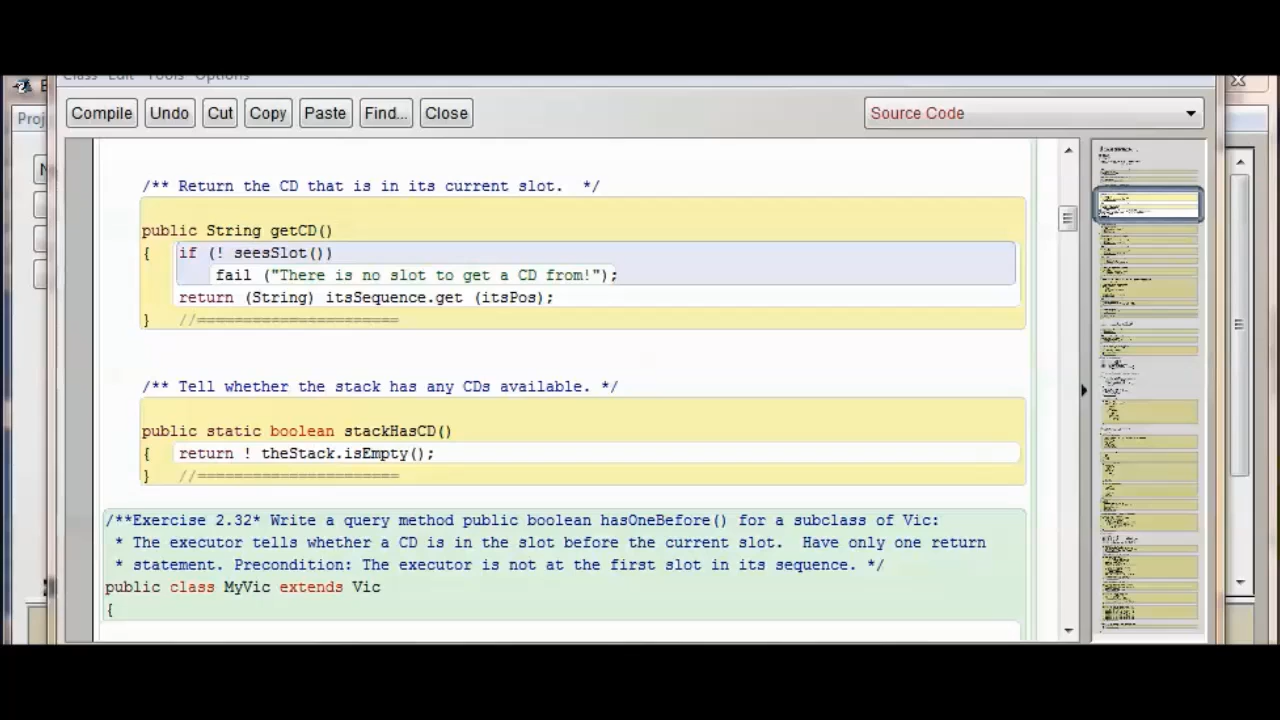 Class Edit Tools Options
Proj
Compile Undo Cut Copy Paste Find... Close Source Code
/** Return the CD that is in its current slot.  */
public String getCD()
{   if (! seesSlot())
fail ("There is no slot to get a CD from!");
return (String) itsSequence.get (itsPos);
}   //======================
/** Tell whether the stack has any CDs available. */
public static boolean stackHasCD()
{   return ! theStack.isEmpty();
}   //======================
/**Exercise 2.32* Write a query method public boolean hasOneBefore() for a subclass of Vic:
* The executor tells whether a CD is in the slot before the current slot.  Have only one return
* statement. Precondition: The executor is not at the first slot in its sequence. */
public class MyVic extends Vic
{